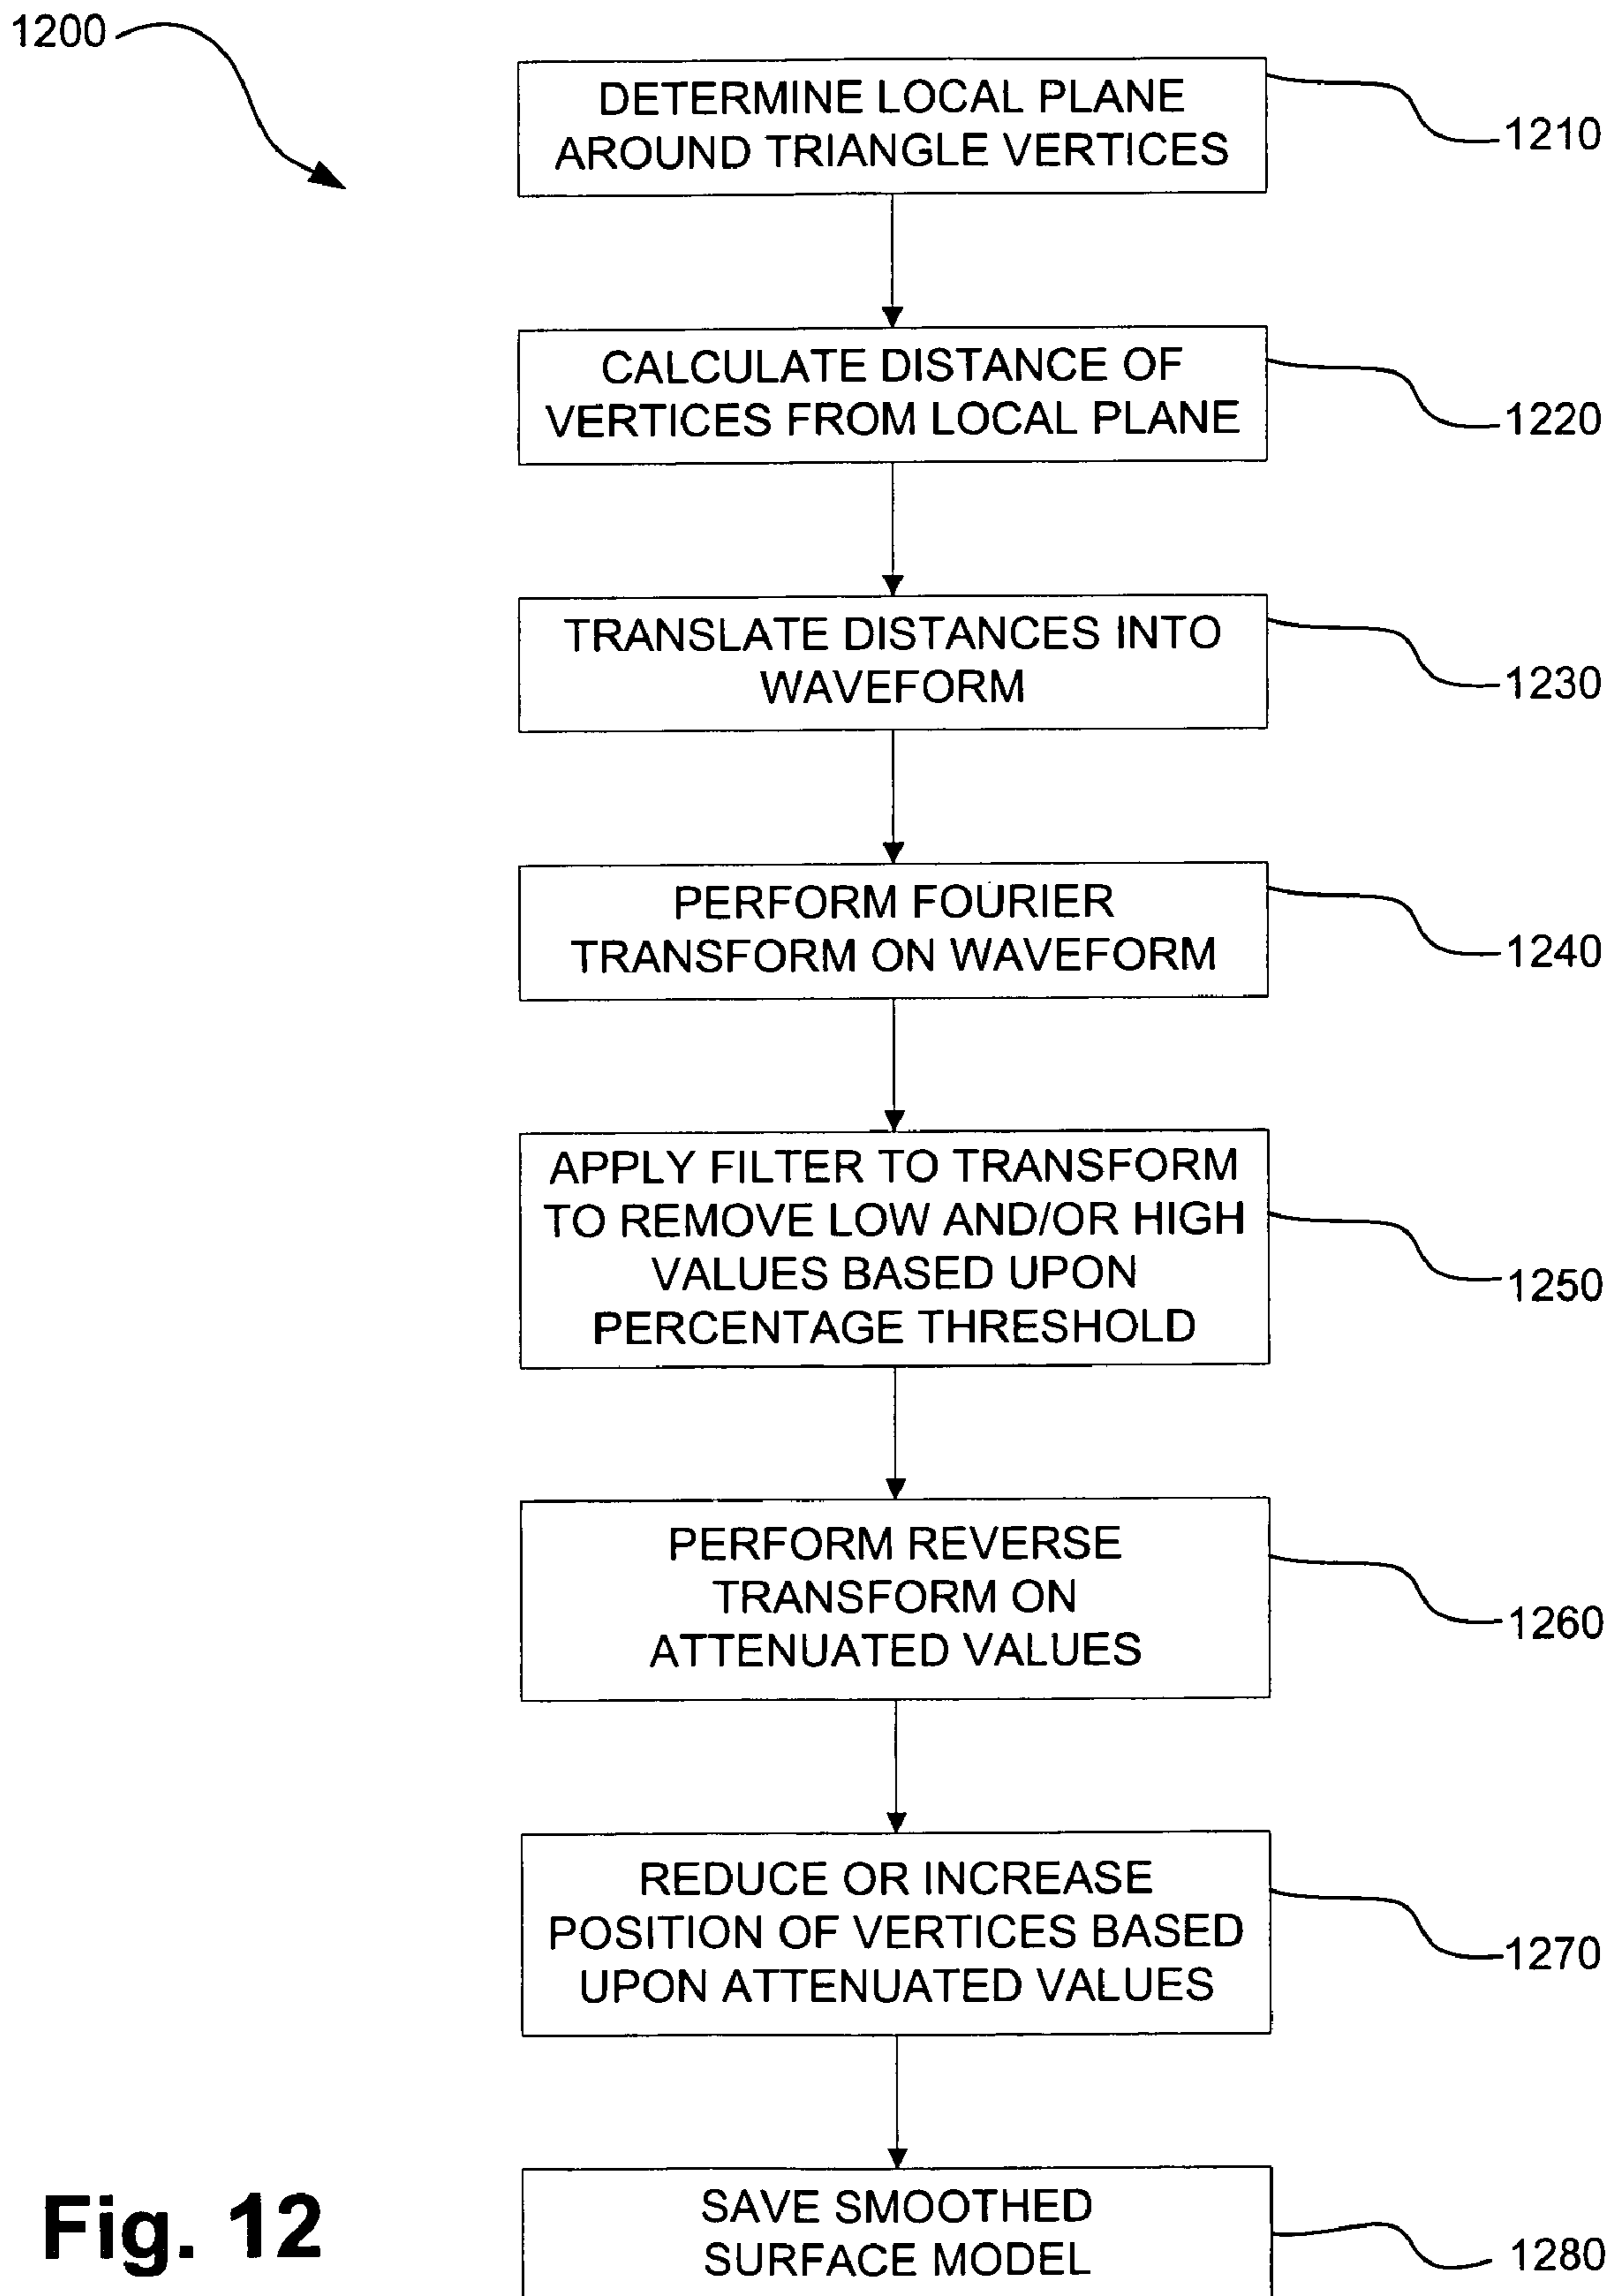 1200
DETERMINE LOCAL PLANE
AROUND TRIANGLE VERTICES
1210
CALCULATE DISTANCE OF
VERTICES FROM LOCAL PLANE
1220
TRANSLATE DISTANCES INTO
WAVEFORM
1230
PERFORM FOURIER
TRANSFORM ON WAVEFORM
1240
APPLY FILTER TO TRANSFORM
TO REMOVE LOW AND/OR HIGH
VALUES BASED UPON
PERCENTAGE THRESHOLD
1250
PERFORM REVERSE
TRANSFORM ON
ATTENUATED VALUES
1260
REDUCE OR INCREASE
POSITION OF VERTICES BASED
UPON ATTENUATED VALUES
1270
SAVE SMOOTHED
SURFACE MODEL
1280
Fig. 12